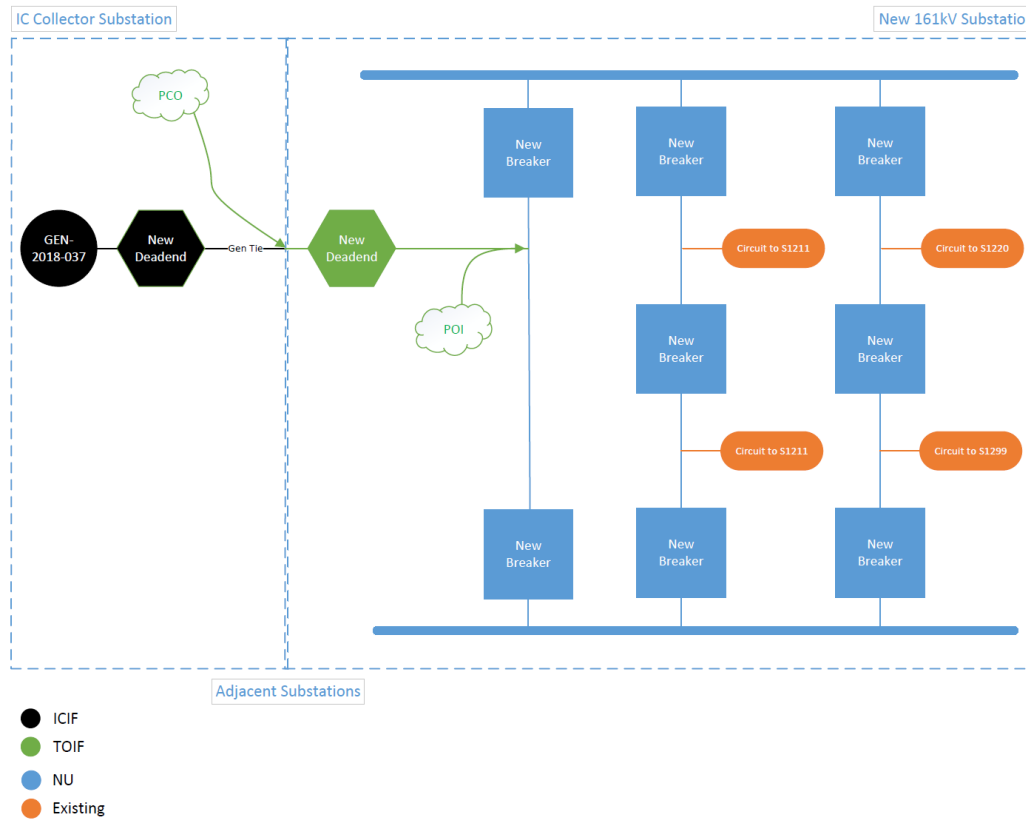 IC Collector Substation
New 161kV Substatio
PCO
New
Breaker
New
Breaker
New
Breaker
GEN-
2018-037
New
Deadend
Gen Tie
New
Deadend
Circuit to S1211
Circuit to S1220
POI
New
Breaker
New
Breaker
Circuit to S1211
Circuit to S1299
New
Breaker
New
Breaker
New
Breaker
Adjacent Substations
ICIF
TOIF
NU
Existing